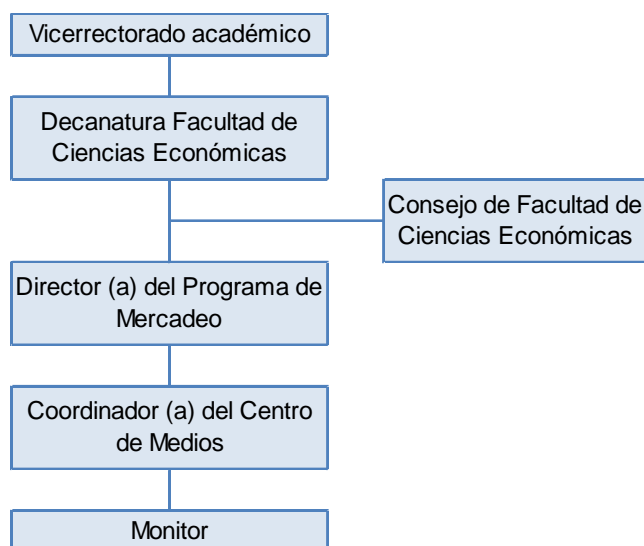 Vicerrectorado académico
Decanatura Facultad de
Ciencias Económicas
Consejo de Facultad de
Ciencias Económicas
Director (a) del Programa de
Mercadeo
Coordinador (a) del Centro
de Medios
Monitor